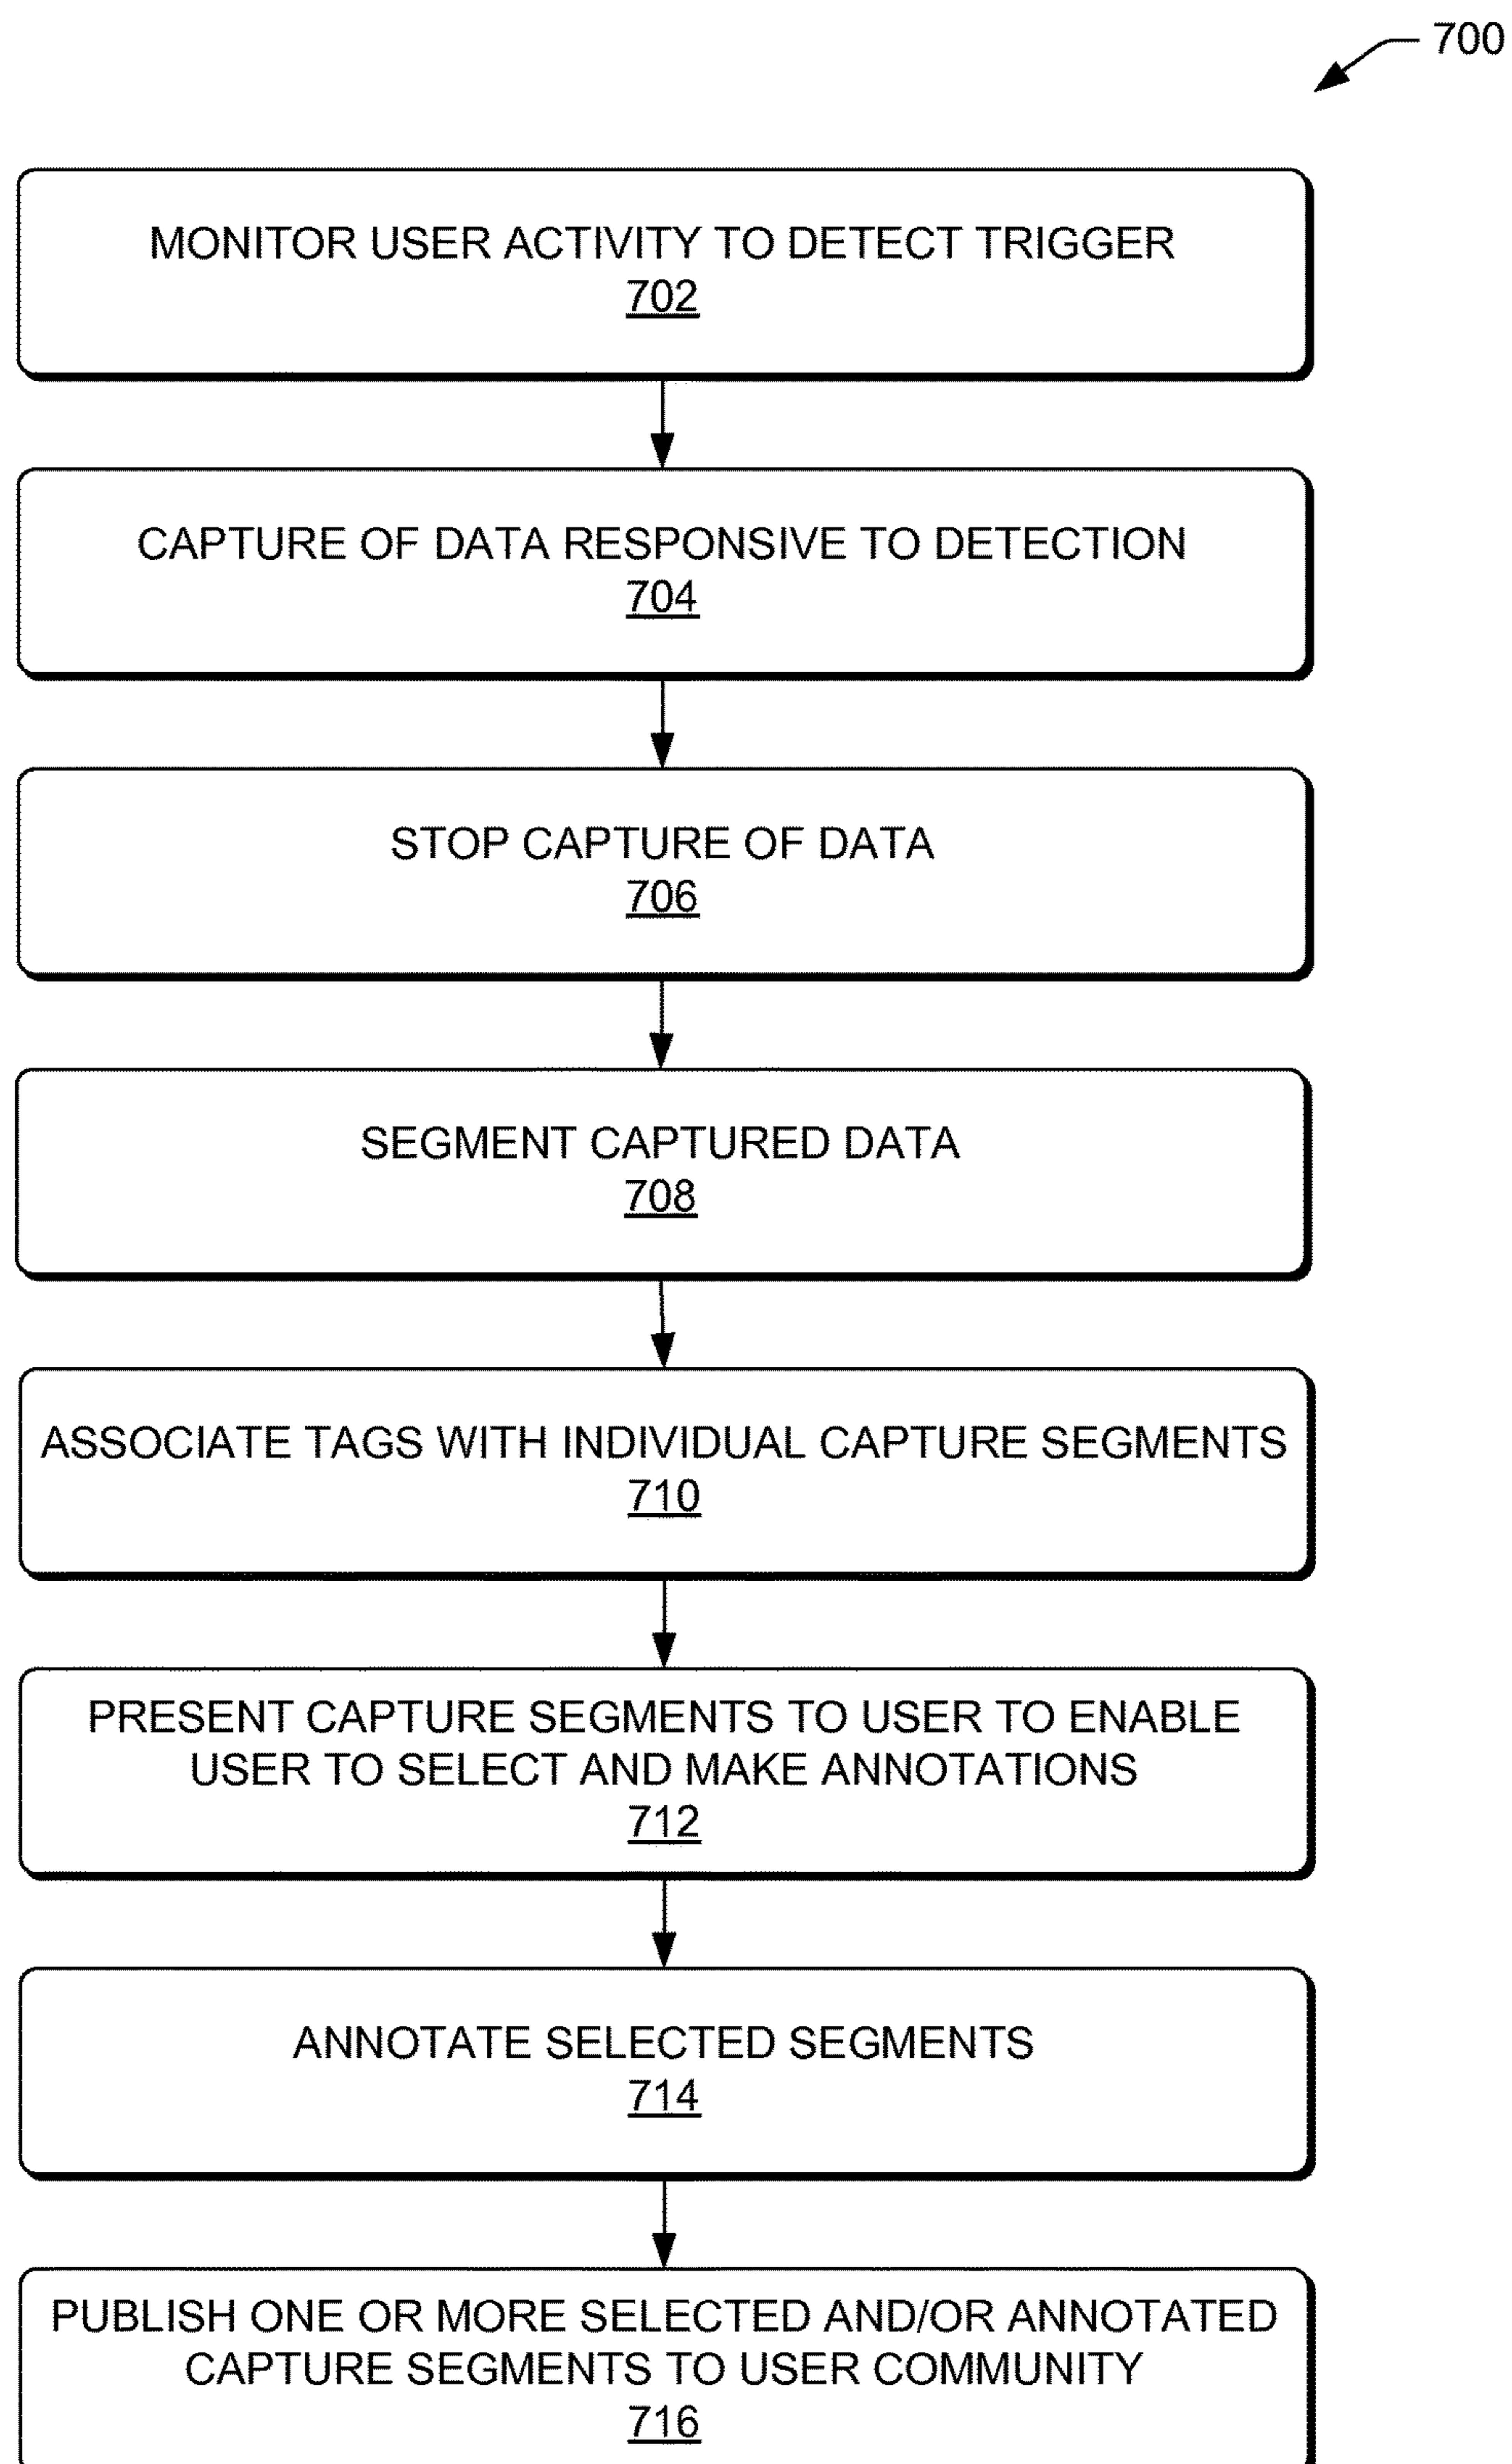 700
MONITOR USER ACTIVITY TO DETECT TRIGGER
702
CAPTURE OF DATA RESPONSIVE TO DETECTION
704
STOP CAPTURE OF DATA
706
SEGMENT CAPTURED DATA
708
ASSOCIATE TAGS WITH INDIVIDUAL CAPTURE SEGMENTS
710
PRESENT CAPTURE SEGMENTS TO USER TO ENABLE
USER TO SELECT AND MAKE ANNOTATIONS
712
ANNOTATE SELECTED SEGMENTS
714
PUBLISH ONE OR MORE SELECTED AND/OR ANNOTATED
CAPTURE SEGMENTS TO USER COMMUNITY
716